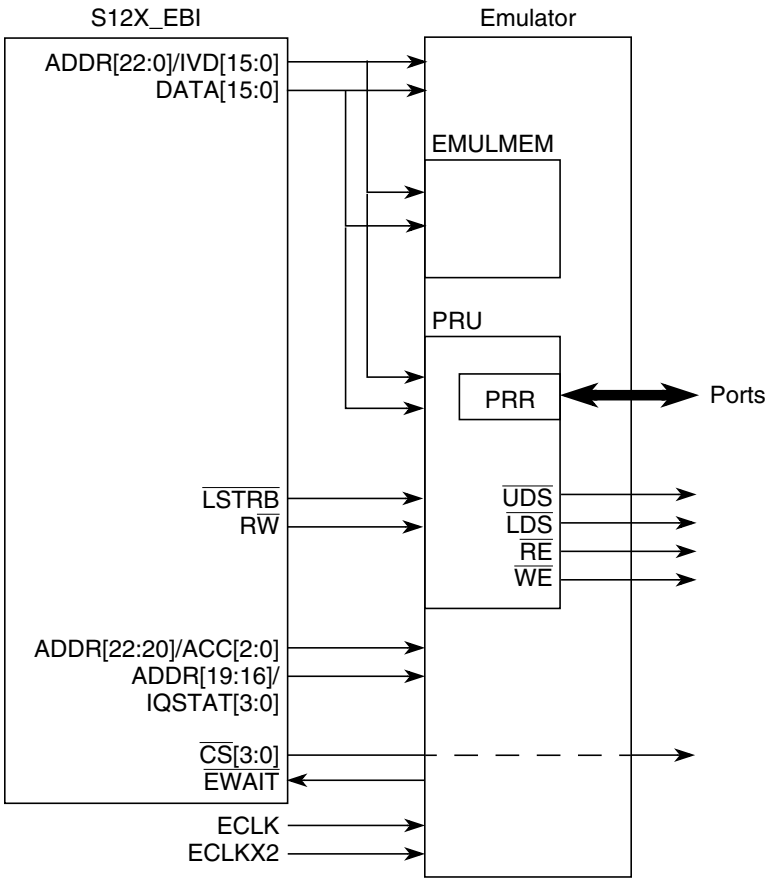 S12X_EBI
Emulator
ADDR[22:0]/IVD[15:0]
DATA[15:0]
EMULMEM
PRU
PRR
Ports
LSTRB
RW
UDS
LDS
RE
WE
ADDR[22:20]/ACC[2:0]
ADDR[19:16]/
IQSTAT[3:0]
CS[3:0]
EWAIT
ECLK
ECLKX2